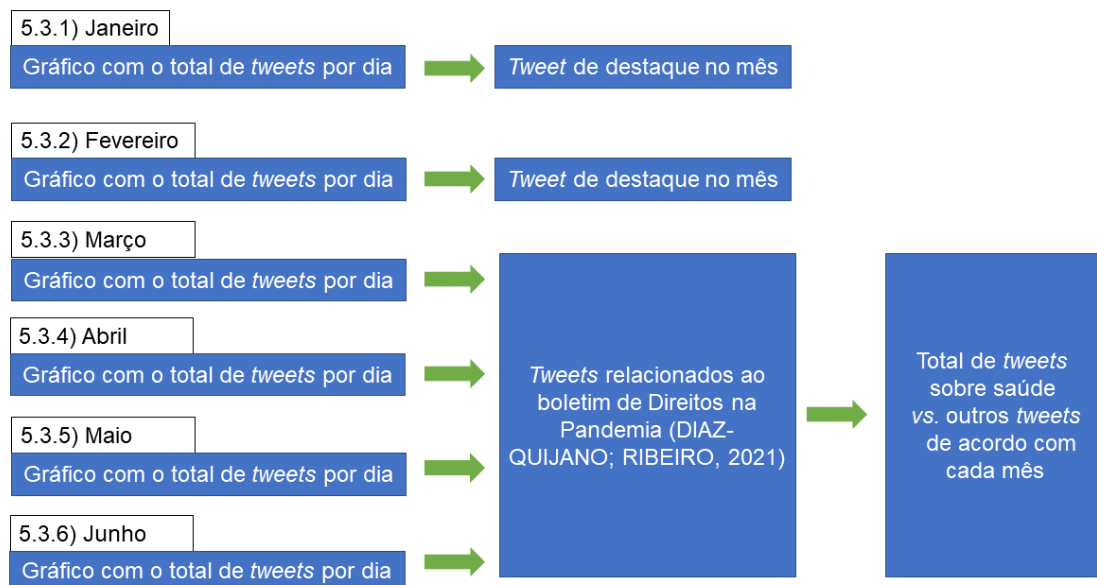 5.3.1) Janeiro
Gráfico com o total de tweets por dia
Tweet de destaque no mês
5.3.2) Fevereiro
Gráfico com o total de tweets por dia
Tweet de destaque no mês
5.3.3) Março
Gráfico com o total de tweets por dia
5.3.4) Abril
Gráfico com o total de tweets por dia
5.3.5) Maio
Gráfico com o total de tweets por dia
5.3.6) Junho
Gráfico com o total de tweets por dia
Tweets relacionados ao
boletim de Direitos na
Pandemia (DIAZ-
QUIJANO; RIBEIRO, 2021)
Total de tweets
sobre saúde
vs. outros tweets
de acordo com
cada mês